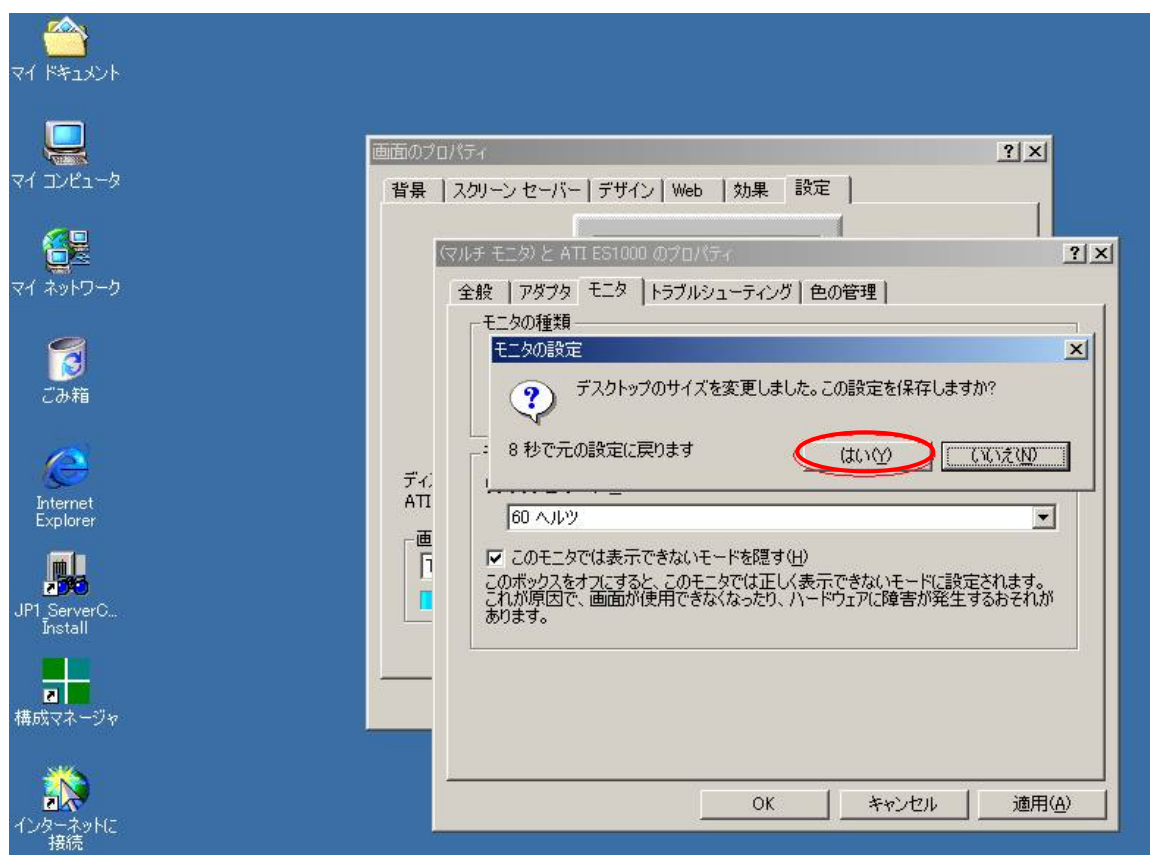 マイ ドキュメント
マイ コンピュータ
マイ ネットワーク
ごみ箱
Internet
Explorer
JP1_ServerC...
Install
構成マネージャ
インターネットに
接続
画面のプロパティ
背景 スクリーン セーバー デザイン Web 効果 設定
ATI
画
(マルチ モニタ) と ATI ES1000 のプロパティ
全般 アダプタ モニタ トラブルシューティング 色の管理
モニタの種類
モニタの設定
デスクトップのサイズを変更しました。この設定を保存しますか?
8 秒で元の設定に戻ります
はい(Y) いいえ(N)
60 ヘルツ
このモニタでは表示できないモードを隠す(H)
このボックスをオフにすると、このモニタでは正しく表示できないモードに設定されます。
これが原因で、画面が使用できなくなったり、ハードウェアに障害が発生するおそれが
あります。
OK キャンセル 適用(A)